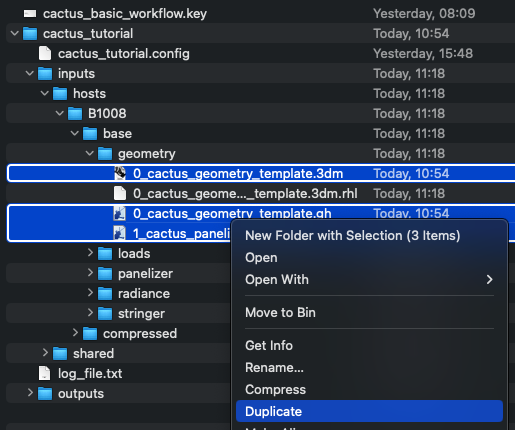 cactus_basic_workflow.key Yesterday, 08:09
cactus_tutorial Today, 10:54
cactus_tutorial.config Yesterday, 15:48
inputs Today, 11:18
hosts Today, 11:18
B1008 Today, 11:18
base Today, 11:18
geometry Today, 11:18
0_cactus_geometry_template.3dm Today, 10:54
0_cactus_geome..._template.3dm.rhl Today, 11:18
0_cactus_geometry_template.gh Today, 10:54
1_cactus_paneli
New Folder with Selection (3 Items)
loads
Open
panelizer
Open With
radiance
Move to Bin
stringer
compressed
Get Info
shared
Rename...
log_file.txt
Compress
outputs
Duplicate